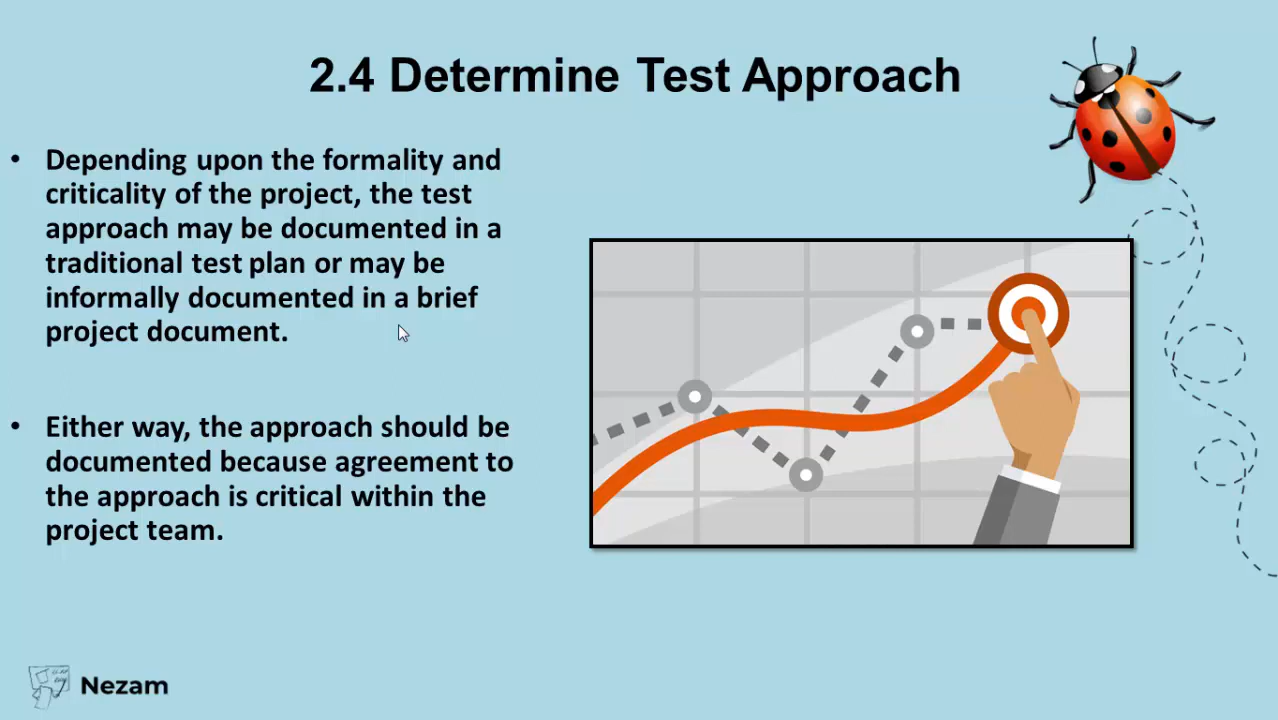 2.4 Determine Test Approach
• Depending upon the formality and
criticality of the project, the test
approach may be documented in a
traditional test plan or may be
informally documented in a brief
project document.
• Either way, the approach should be
documented because agreement to
the approach is critical within the
project team.
Nezam